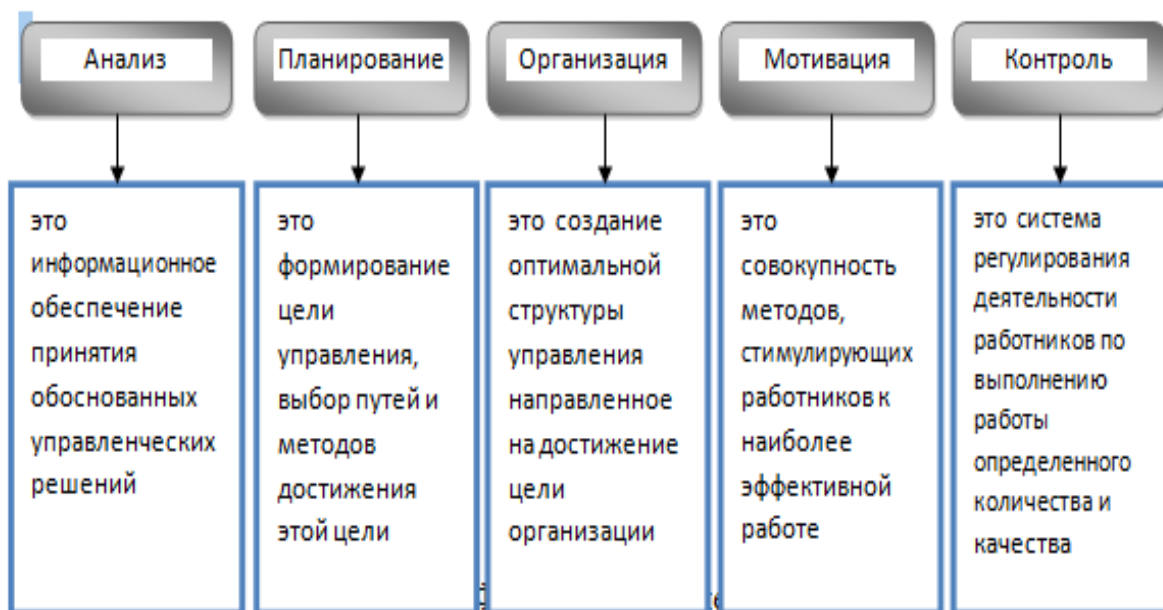 Анализ
Планирование
Организация
Мотивация
Контроль
это
информационное
обеспечение
принятия
обоснованных
управленческих
решений
это
формирование
цели
управления,
выбор путей и
методов
достижения
этой цели
это создание
оптимальной
структуры
управления
направленное
на достижение
цели
организации
это
совокупность
методов,
стимулирующих
работников к
наиболее
эффективной
работе
это система
регулирования
деятельности
работников по
выполнению
работы
определенного
количества и
качества